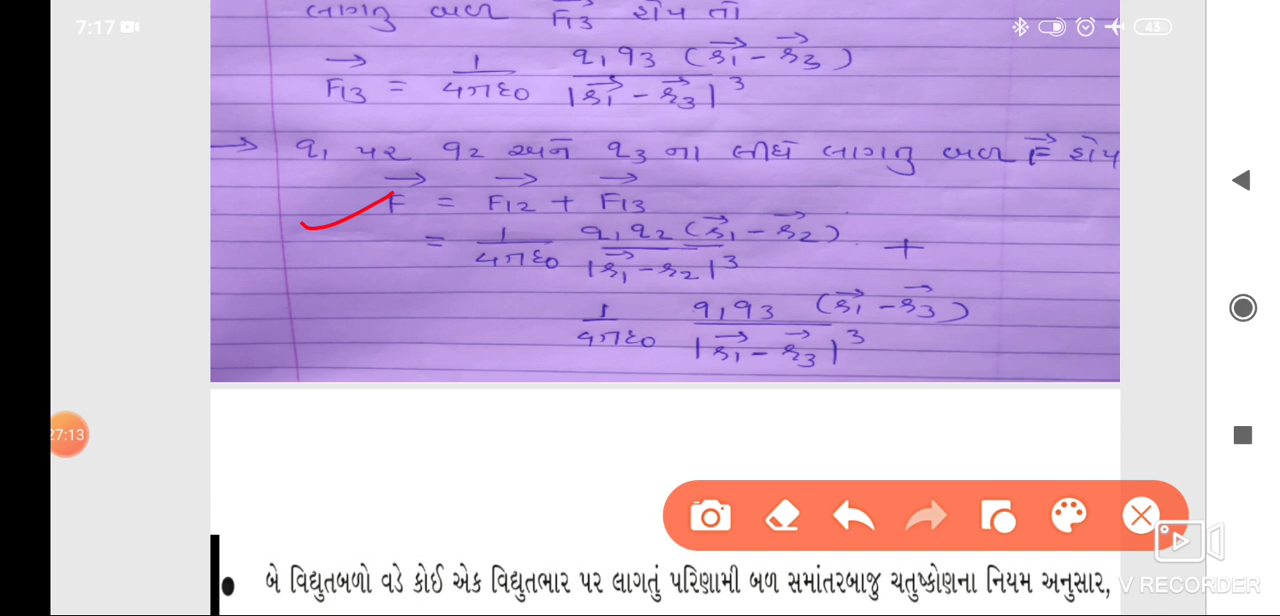 7:17
43
લાગતુ બળ F₁₃ હોય તો
F₁₃ = 1/4πε₀ q₁q₃ (r₁ - r₃) / |r₁ - r₃|³
→ q₁ પર q₂ અને q₃ ના લીધે લાગતુ બળ F હોય
F = F₁₂ + F₁₃
= 1/4πε₀ q₁q₂ (r₁ - r₂) / |r₁ - r₂|³ +
1/4πε₀ q₁q₃ (r₁ - r₃) / |r₁ - r₃|³
27:13
• બે વિદ્યુતબળો વડે કોઈ એક વિદ્યુતભાર પર લાગતું પરિણામી બળ સમાંતરબાજુ ચતુષ્કોણના નિયમ અનુસાર,
V RECORDER